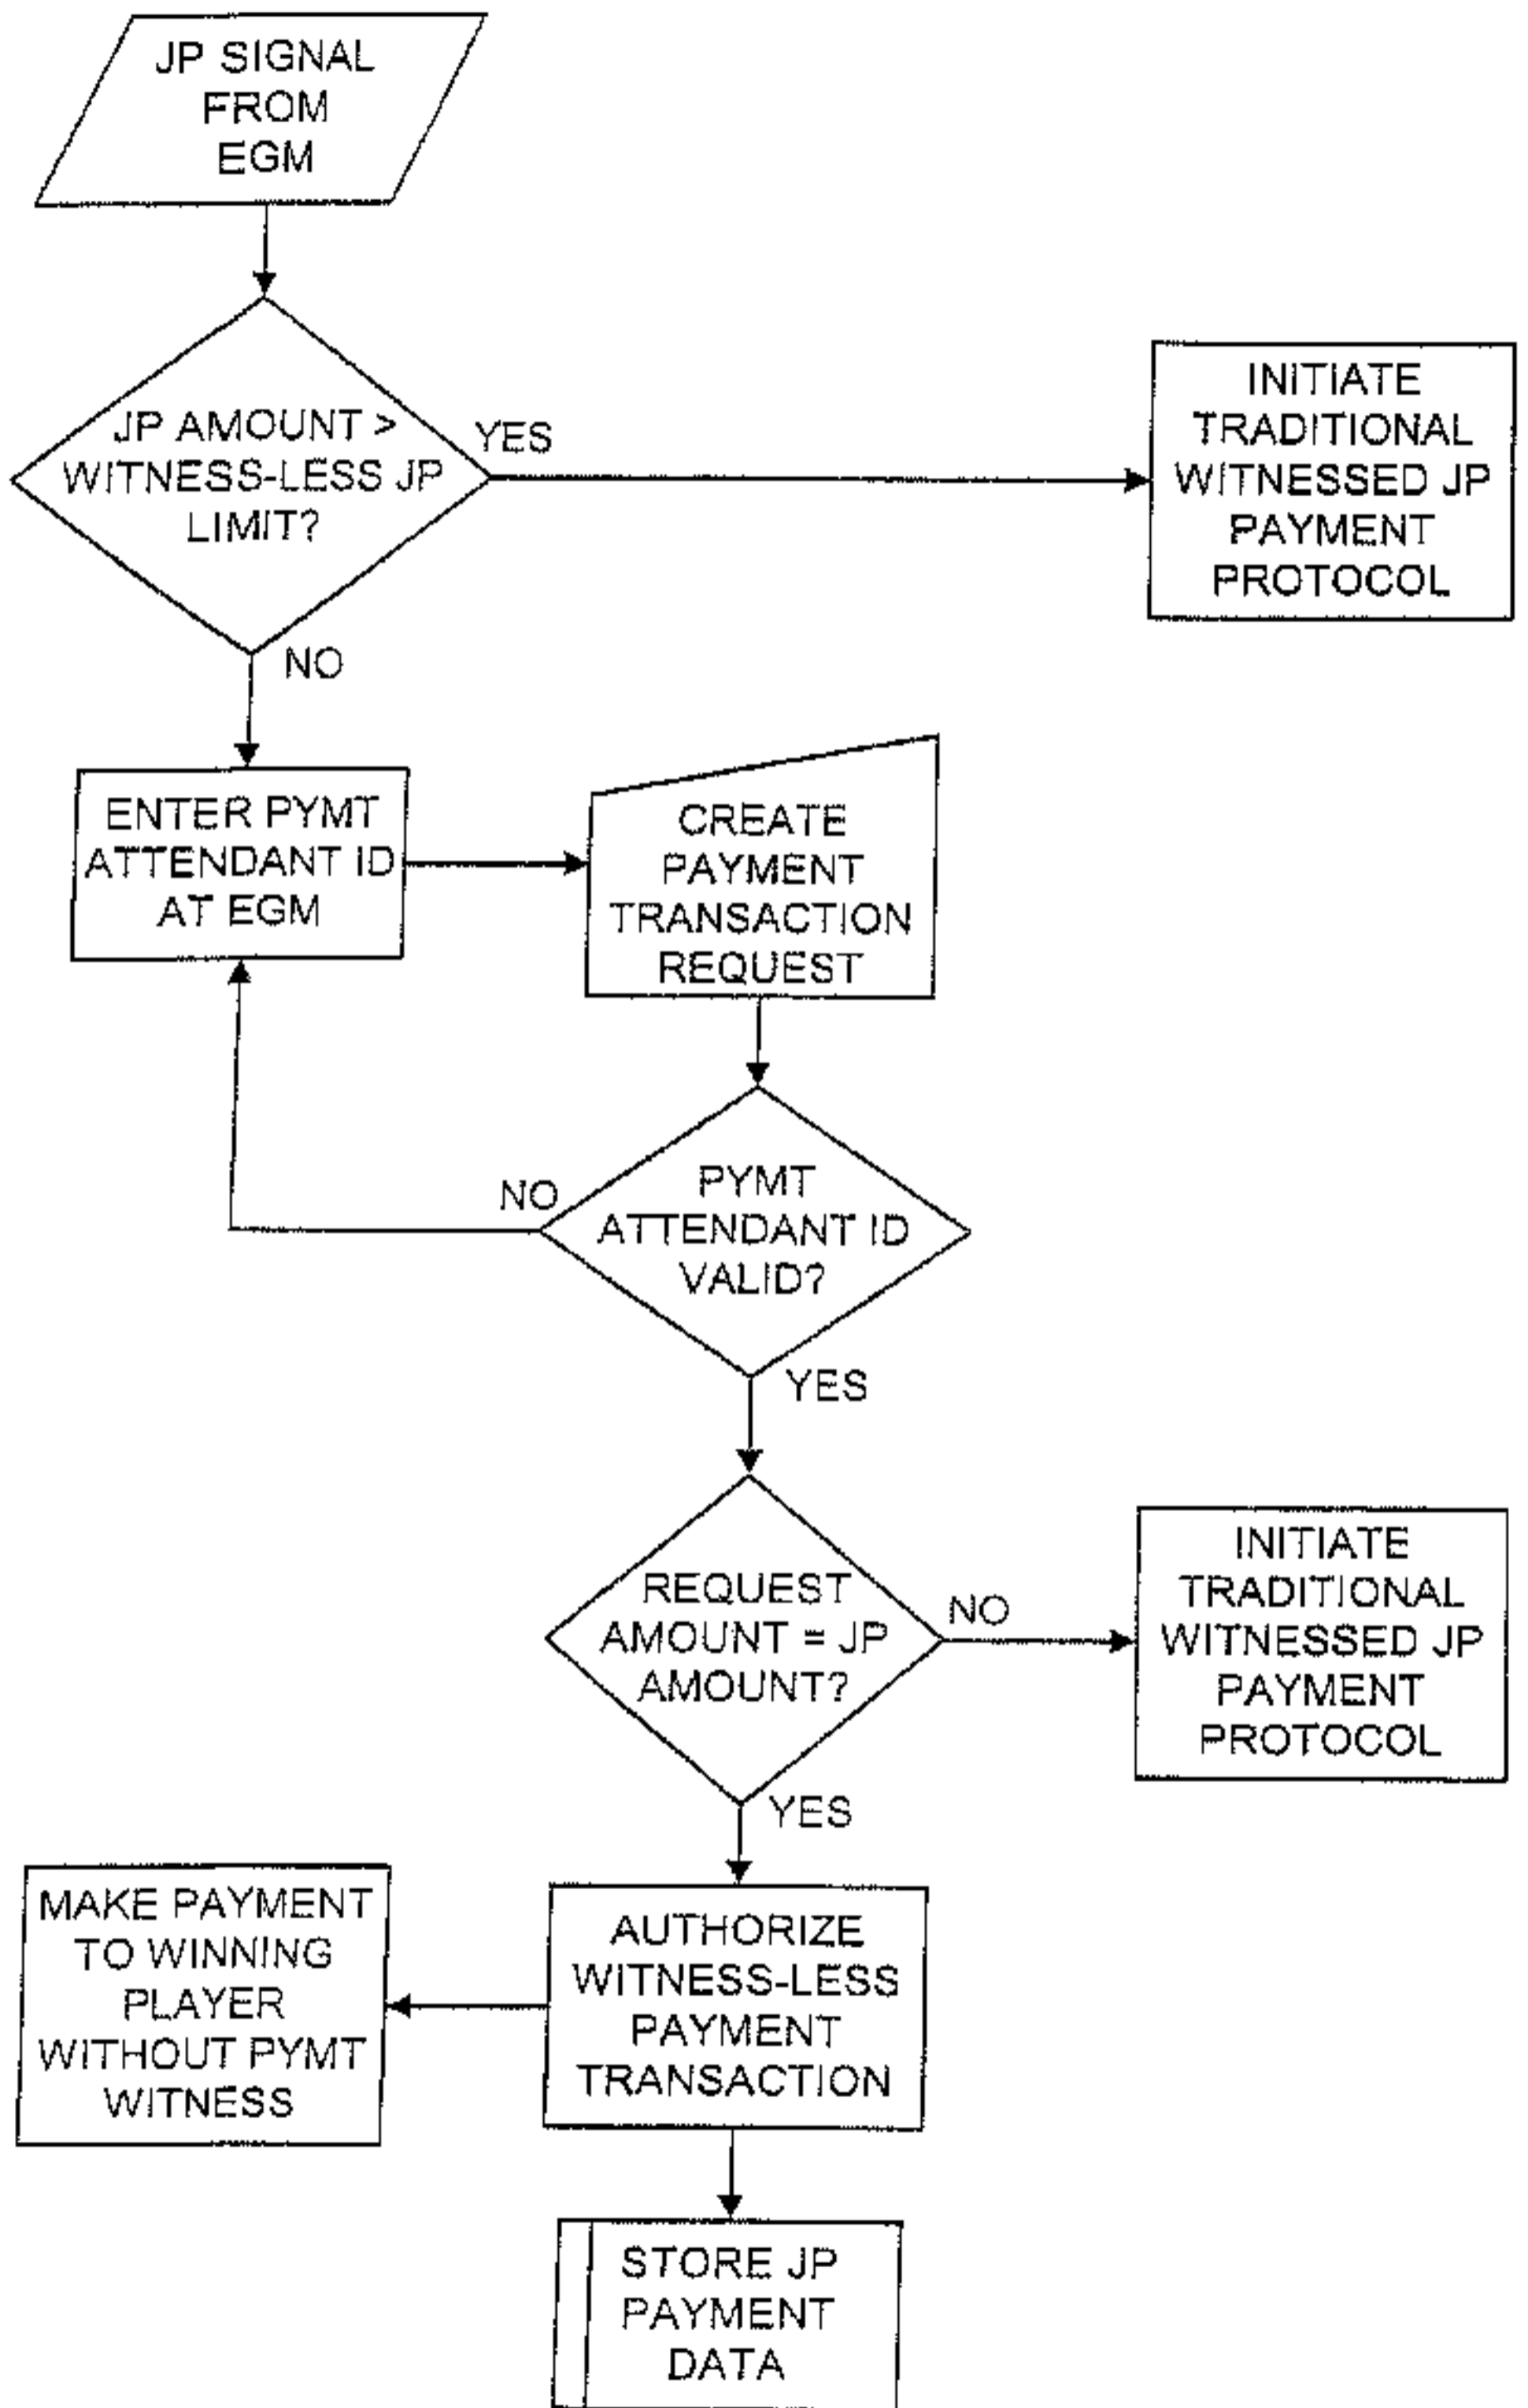 JP SIGNAL
FROM
EGM
JP AMOUNT >
WITNESS-LESS JP
LIMIT?
YES
INITIATE
TRADITIONAL
WITNESSED JP
PAYMENT
PROTOCOL
NO
ENTER PYMT
ATTENDANT ID
AT EGM
CREATE
PAYMENT
TRANSACTION
REQUEST
PYMT
ATTENDANT ID
VALID?
NO
YES
REQUEST
AMOUNT = JP
AMOUNT?
NO
INITIATE
TRADITIONAL
WITNESSED JP
PAYMENT
PROTOCOL
YES
AUTHORIZE
WITNESS-LESS
PAYMENT
TRANSACTION
MAKE PAYMENT
TO WINNING
PLAYER
WITHOUT PYMT
WITNESS
STORE JP
PAYMENT
DATA